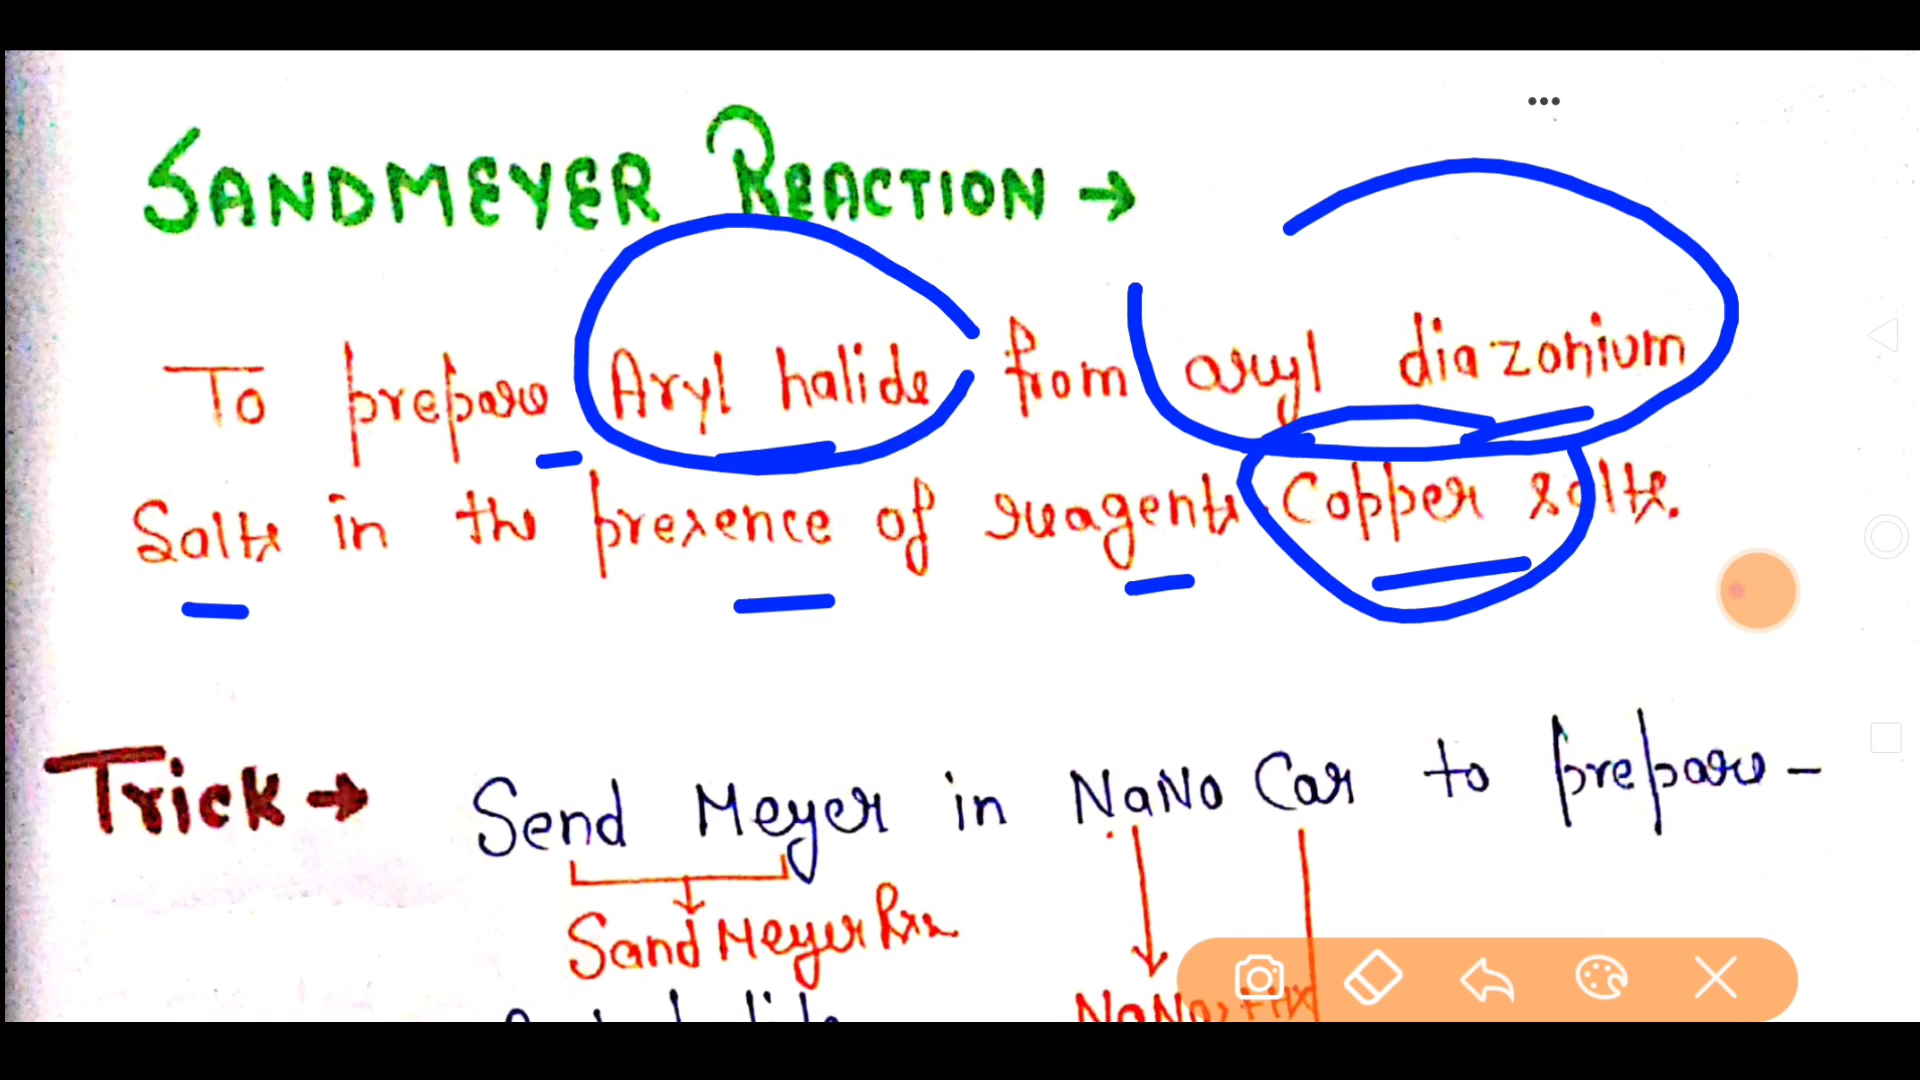 SANDMEYER REACTION →
To prepare Aryl halide from aryl diazonium
Salts in the presence of reagents Copper salts.
Trick → Send Meyer in NaNo Car to prepare -
Sand Meyer Rxn